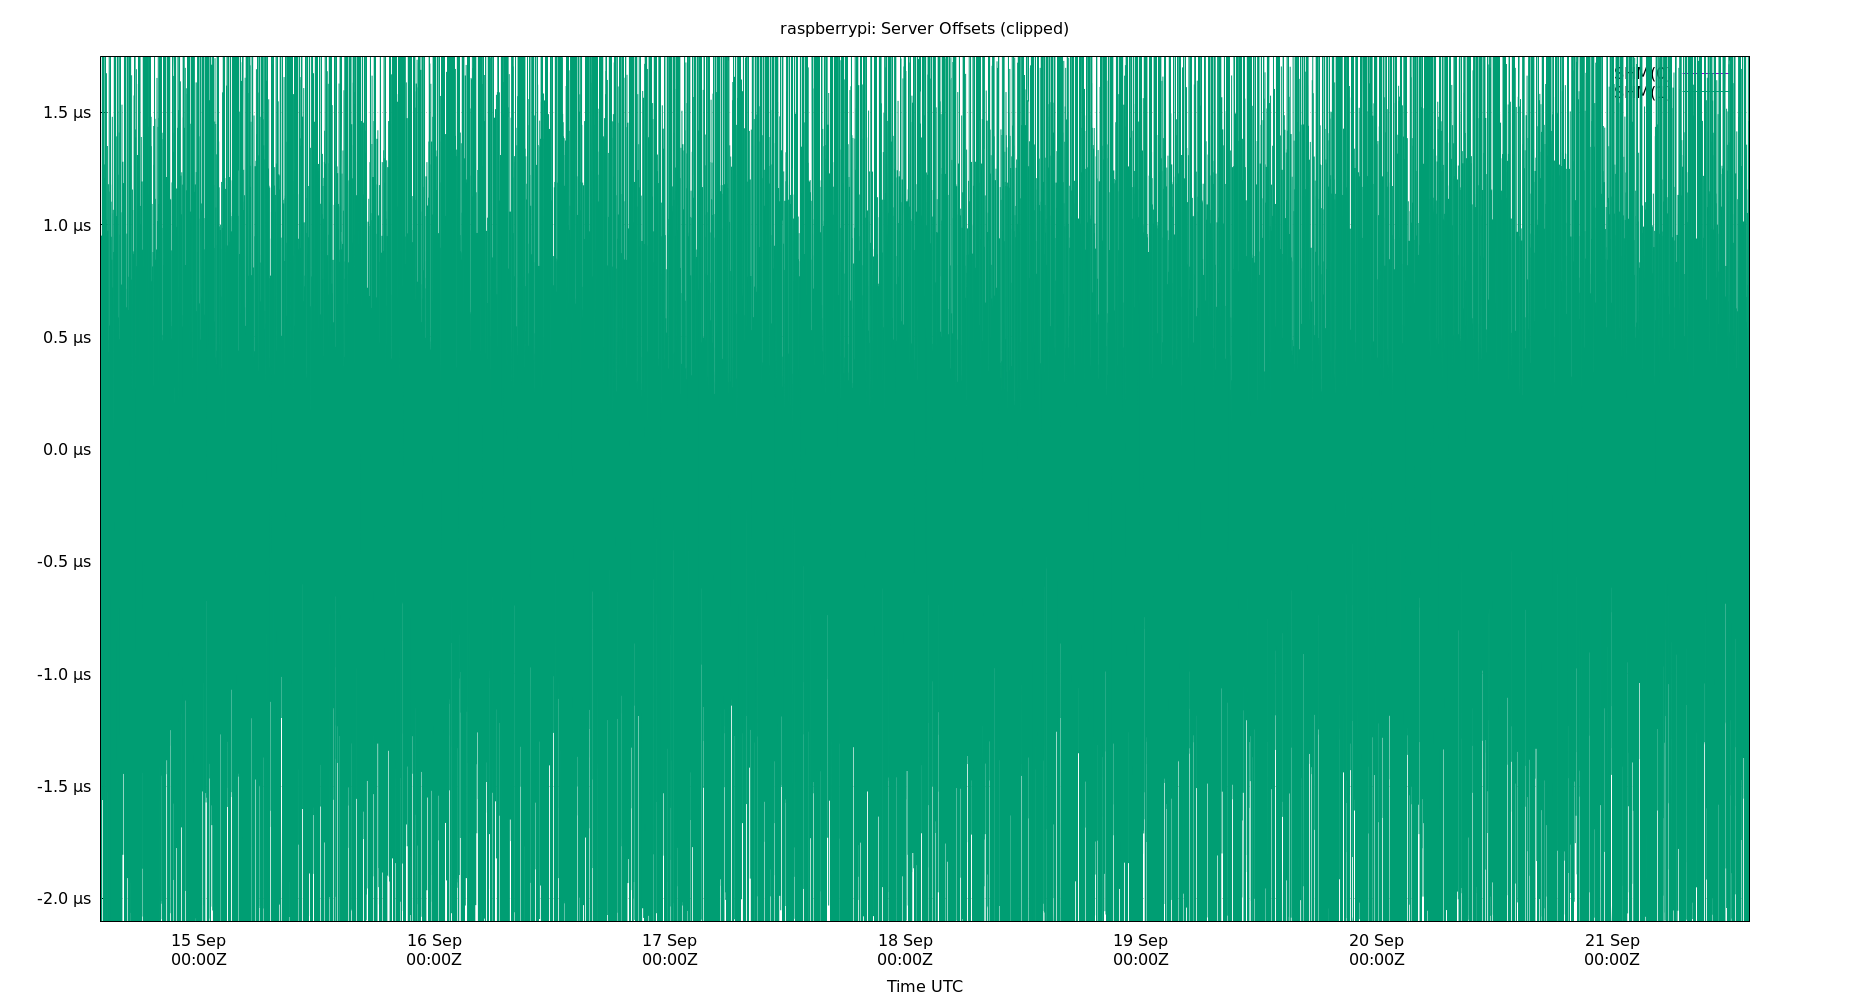 raspberrypi: Server Offsets (clipped)
1.5 µs
1.0 µs
0.5 µs
0.0 µs
-0.5 µs
-1.0 µs
-1.5 µs
-2.0 µs
15 Sep
00:00Z
16 Sep
00:00Z
17 Sep
00:00Z
18 Sep
00:00Z
19 Sep
00:00Z
20 Sep
00:00Z
21 Sep
00:00Z
Time UTC